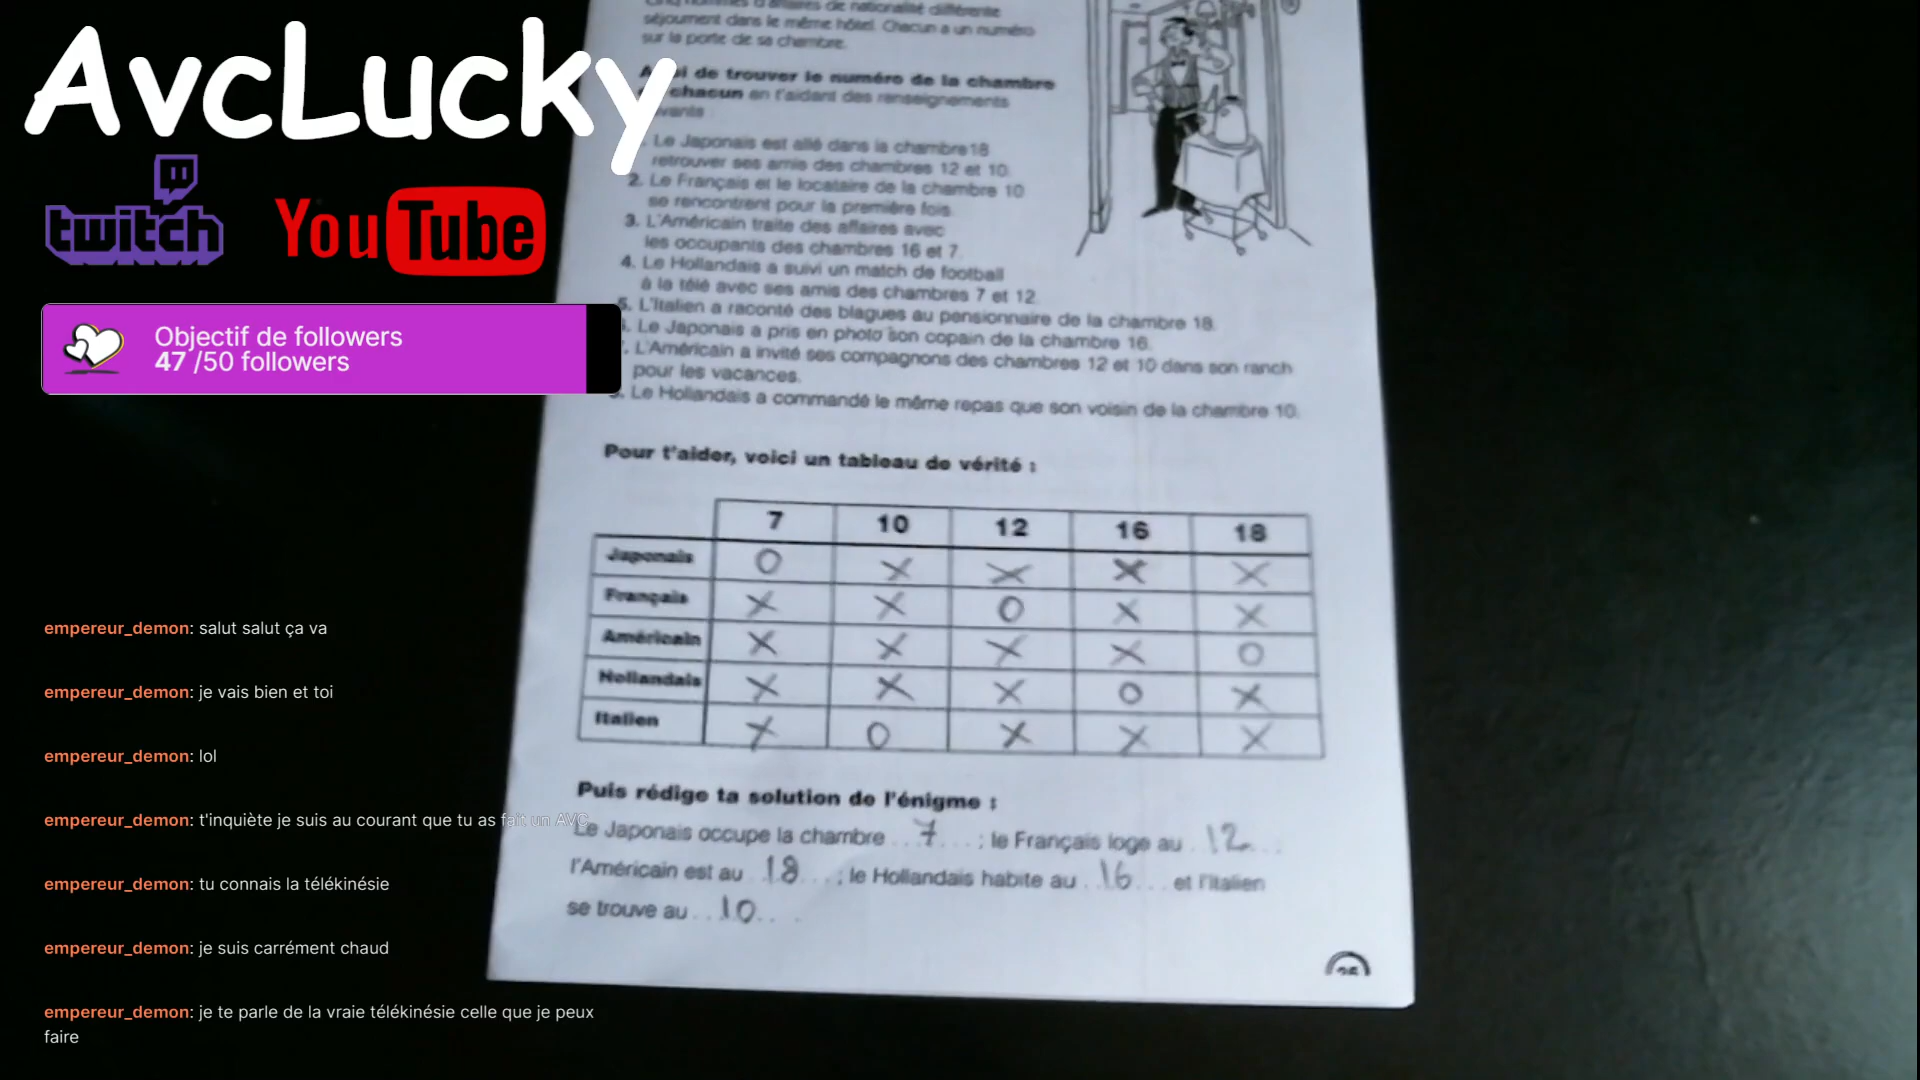 AvcLucky
twitch
YouTube
Objectif de followers
47 /50 followers
empereur_demon: salut salut ça va
empereur_demon: je vais bien et toi
empereur_demon: lol
empereur_demon: t'inquiète je suis au courant que tu as fait un AVC
empereur_demon: tu connais la télékinésie
empereur_demon: je suis carrément chaud
empereur_demon: je te parle de la vraie télékinésie celle que je peux
faire
Cinq hommes d'affaires de nationalité différente
séjournent dans le même hôtel. Chacun a un numéro
sur la porte de sa chambre.
de trouver le numéro de la chambre
chacun en t'aidant des renseignements
Le Japonais est allé dans la chambre 18
retrouver ses amis des chambres 12 et 10.
2. Le Français et le locataire de la chambre 10
se rencontrent pour la première fois.
3. L'Américain traite des affaires avec
les occupants des chambres 16 et 7.
4. Le Hollandais a suivi un match de football
à la télé avec ses amis des chambres 7 et 12.
5. L'Italien a raconté des blagues au pensionnaire de la chambre 18.
Le Japonais a pris en photo son copain de la chambre 16.
L'Américain a invité ses compagnons des chambres 12 et 10 dans son ranch
pour les vacances.
Le Hollandais a commandé le même repas que son voisin de la chambre 10.
Pour t'aider, voici un tableau de vérité :
7 10 12 16 18
Japonais O X X X X
Français X X O X X
Américain X X X X O
Hollandais X X X O X
Italien X O X X X
Puis rédige ta solution de l'énigme :
Le Japonais occupe la chambre ..7...; le Français loge au .12..;
l'Américain est au .18..; le Hollandais habite au ..16... et l'Italien
se trouve au ..10...